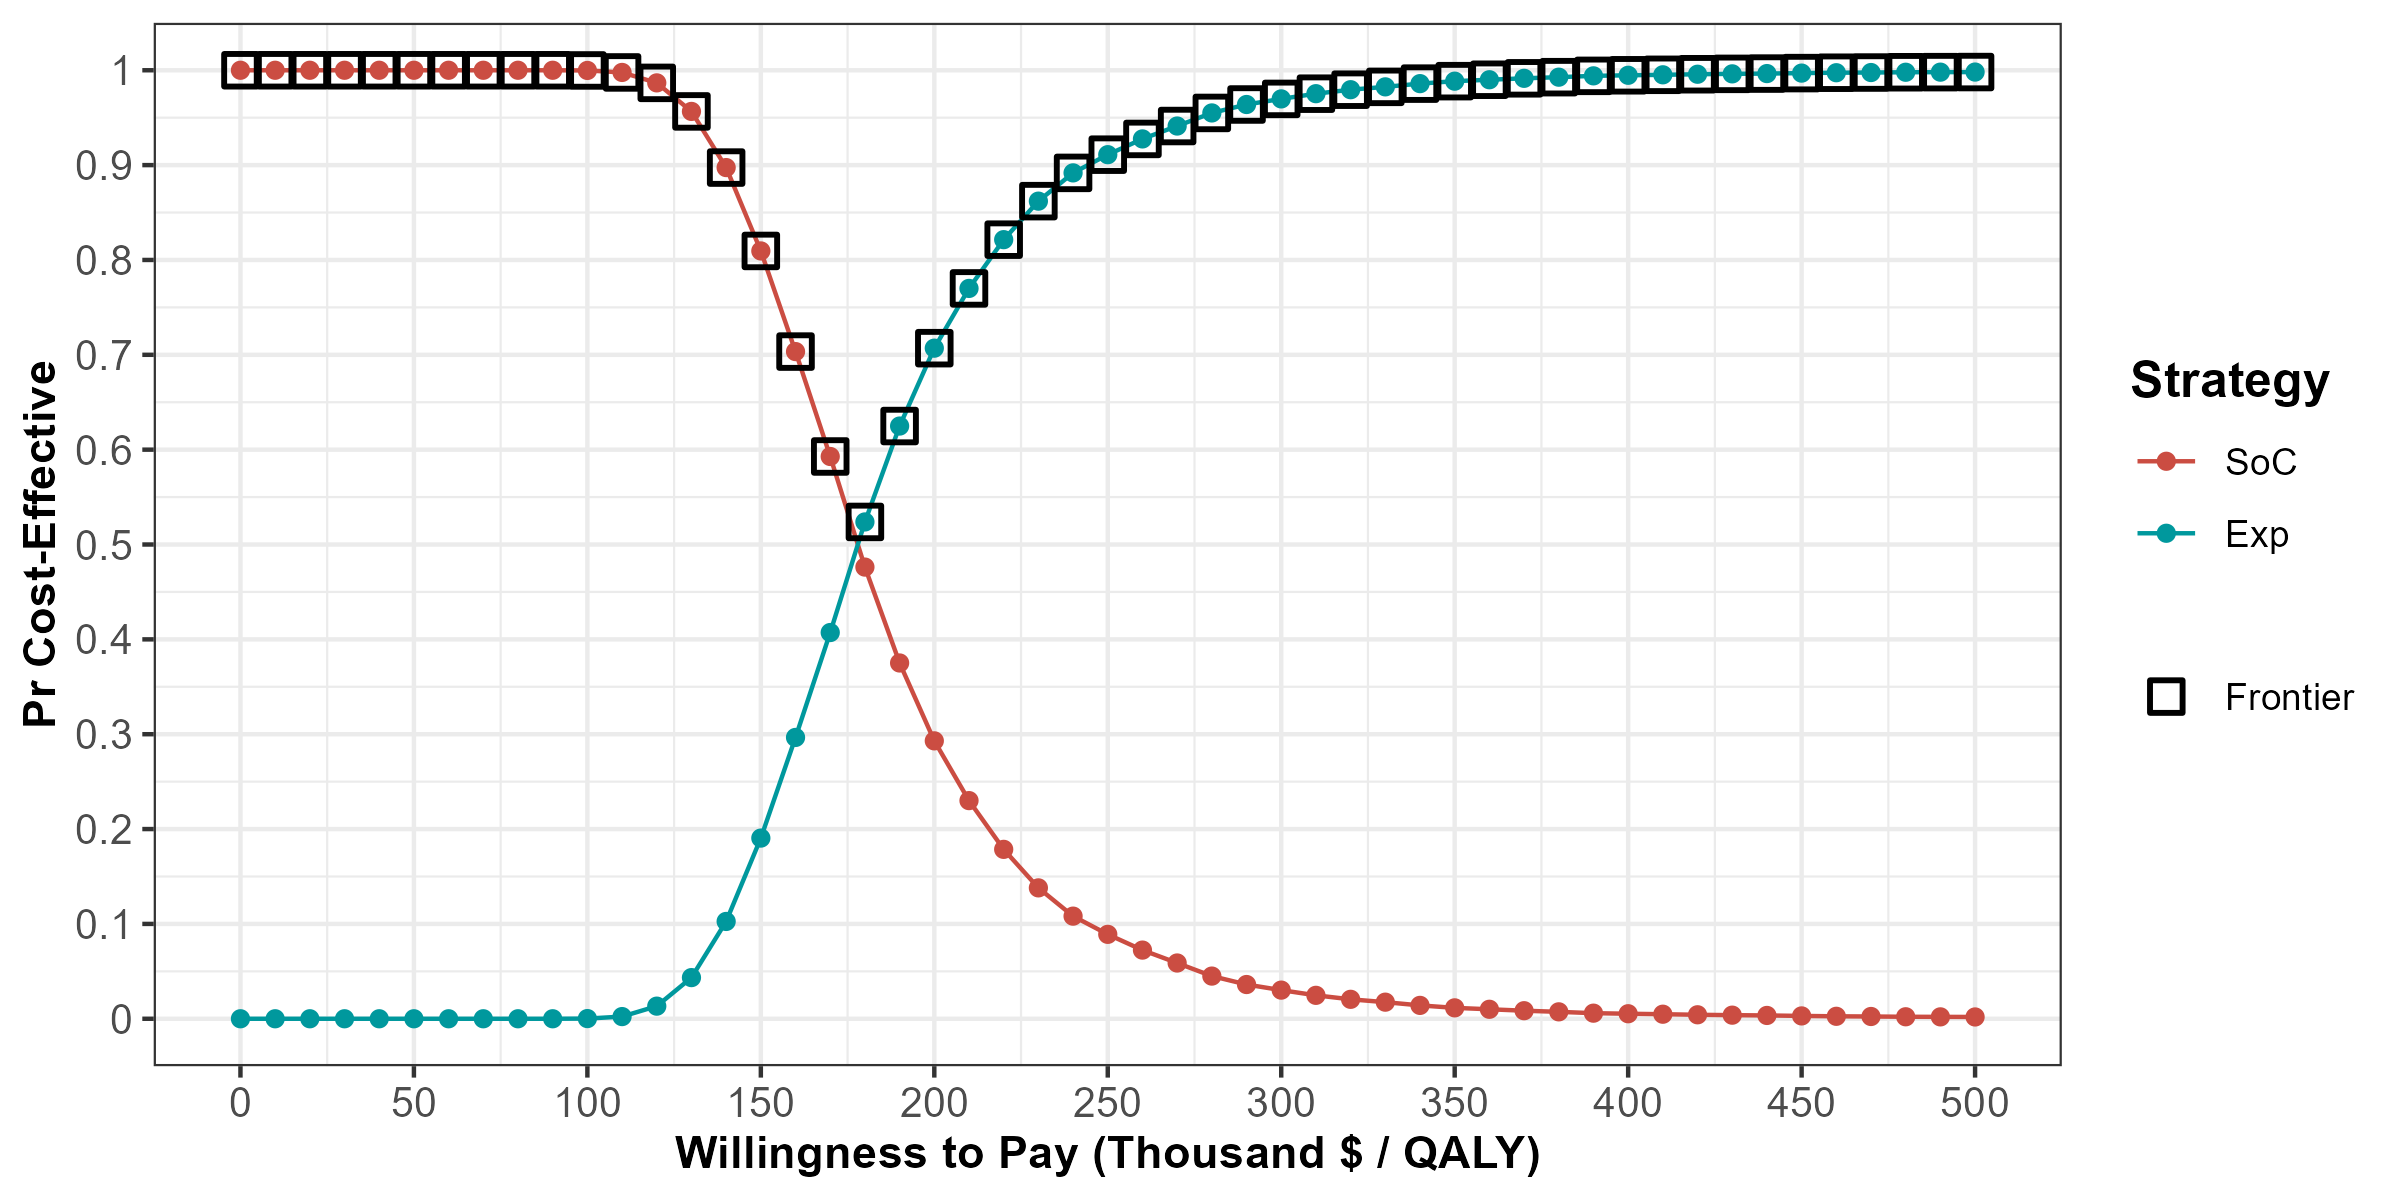 1
0.9
0.8
0.7
0.6
0.5
0.4
0.3
0.2
0.1
0
Pr Cost-Effective
0 50 100 150 200 250 300 350 400 450 500
Willingness to Pay (Thousand $ / QALY)
Strategy
SoC
Exp
Frontier